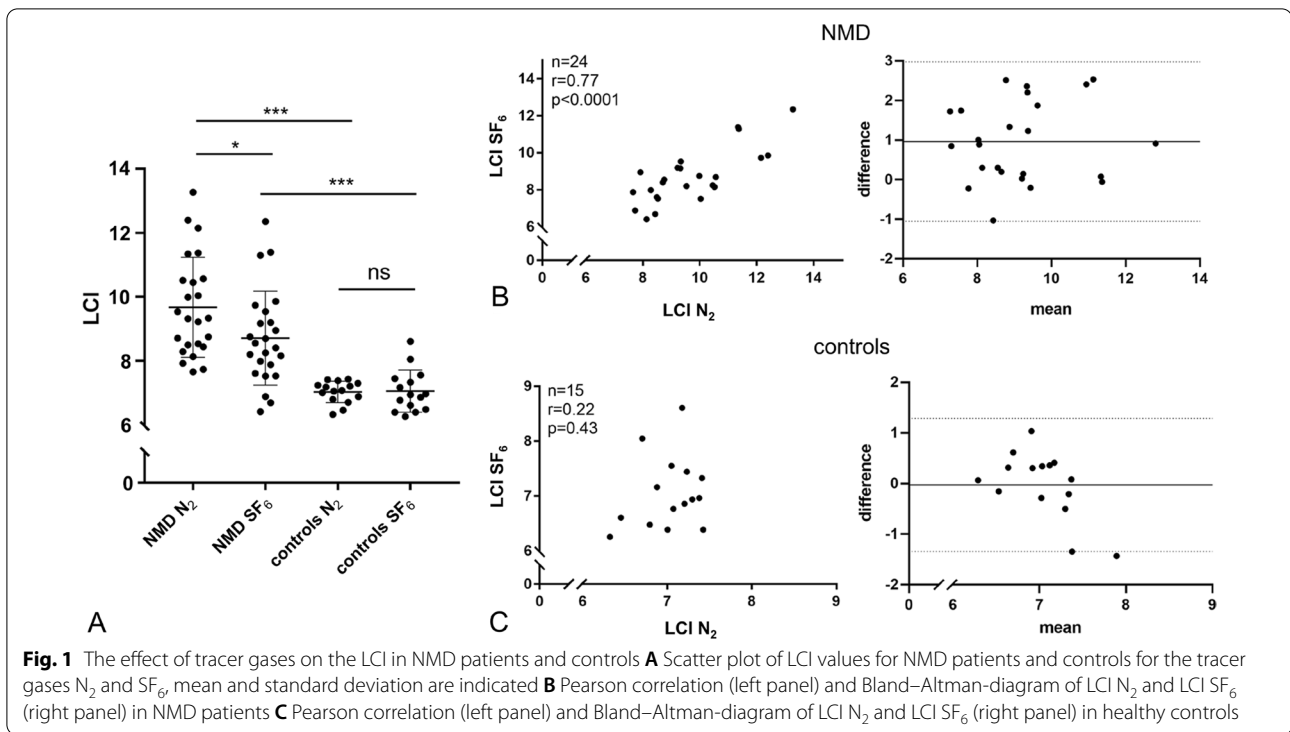 NMD
n=24
r=0.77
p<0.0001
***
*
***
ns
LCI
14
12
10
8
6
0
NMD N₂
NMD SF₆
controls N₂
controls SF₆
A
LCI SF₆
14
12
10
8
6
0
0 6 8 10 12 14
LCI N₂
B
difference
3
2
1
0
-1
-2
6 8 10 12 14
mean
controls
n=15
r=0.22
p=0.43
LCI SF₆
9
8
7
6
0
0 6 7 8 9
LCI N₂
C
difference
2
1
0
-1
-2
0 6 7 8 9
mean
Fig. 1 The effect of tracer gases on the LCI in NMD patients and controls A Scatter plot of LCI values for NMD patients and controls for the tracer
gases N₂ and SF₆, mean and standard deviation are indicated B Pearson correlation (left panel) and Bland–Altman-diagram of LCI N₂ and LCI SF₆
(right panel) in NMD patients C Pearson correlation (left panel) and Bland–Altman-diagram of LCI N₂ and LCI SF₆ (right panel) in healthy controls